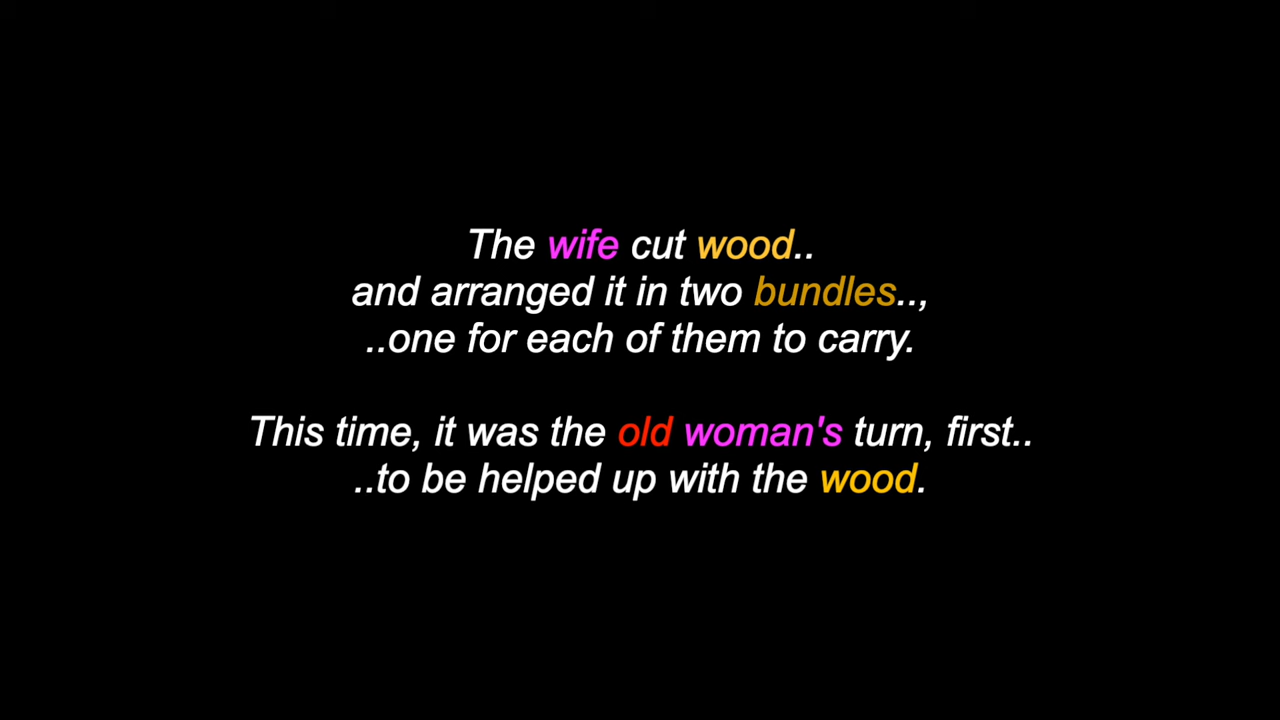 The wife cut wood..
and arranged it in two bundles..,
..one for each of them to carry.
This time, it was the old woman's turn, first..
..to be helped up with the wood.